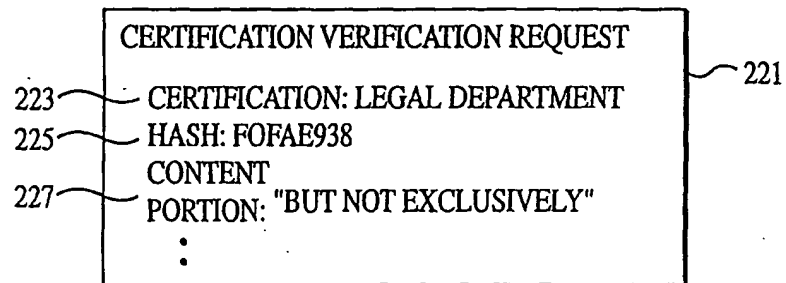 CERTIFICATION VERIFICATION REQUEST
221
223 CERTIFICATION: LEGAL DEPARTMENT
225 HASH: FOFAE938
CONTENT
227 PORTION: "BUT NOT EXCLUSIVELY"